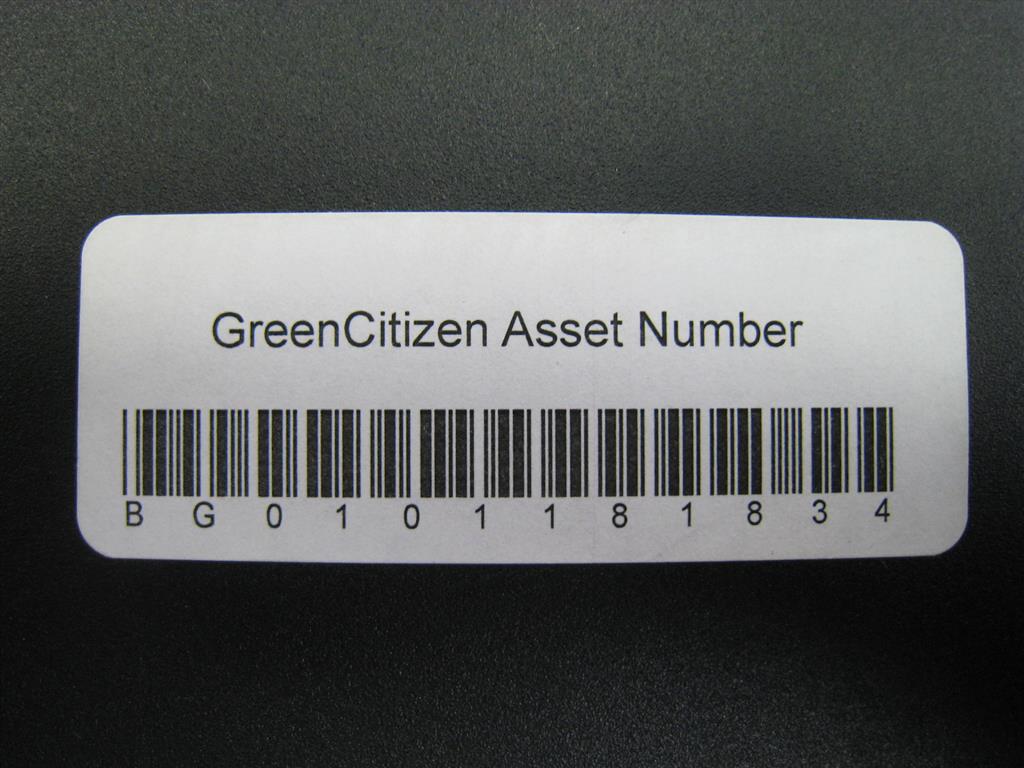 GreenCitizen Asset Number
B G 0 1 0 1 1 8 1 8 3 4